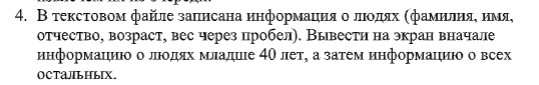 4. В текстовом файле записана информация о людях (фамилия, имя,
отчество, возраст, вес через пробел). Вывести на экран вначале
информацию о людях младше 40 лет, а затем информацию о всех
остальных.